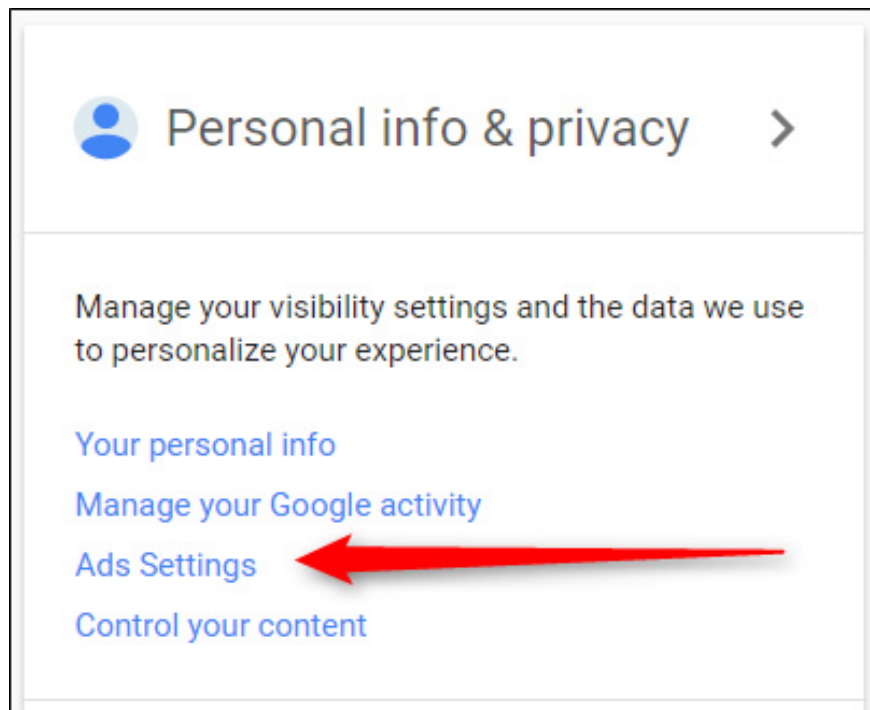 Personal info & privacy
Manage your visibility settings and the data we use
to personalize your experience.
Your personal info
Manage your Google activity
Ads Settings
Control your content